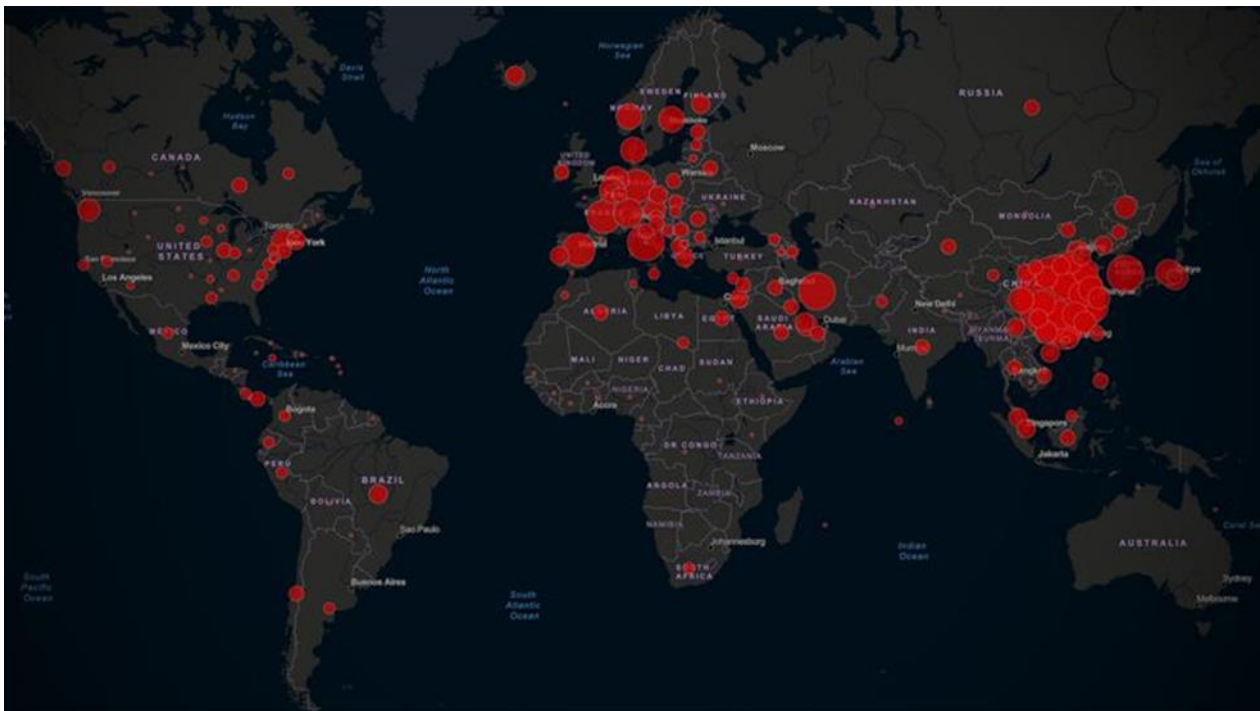 Norwegian
Sea
Davis
Strait
SWEDEN
FINLAND
RUSSIA
NORWAY
Hudson
Bay
UNITED
KINGDOM
Moscow
Sea of
Okhotsk
CANADA
Warsaw
Vancouver
UKRAINE
KAZAKHSTAN
MONGOLIA
Toronto
New York
UNITED
STATES
Madrid
Istanbul
San Francisco
TURKEY
North
Atlantic
Ocean
Los Angeles
Baghdad
New Delhi
ALGERIA
LIBYA
EGYPT
SAUDI
ARABIA
Dubai
INDIA
MEXICO
Mexico City
Mumbai
MALI
NIGER
CHAD
SUDAN
Caribbean
Sea
Arabian
Sea
NIGERIA
Accra
ETHIOPIA
Bogota
Singapore
DR CONGO
TANZANIA
Jakarta
PERU
BRAZIL
ANGOLA
ZAMBIA
BOLIVIA
NAMIBIA
Sao Paulo
Johannesburg
Indian
Ocean
AUSTRALIA
SOUTH
AFRICA
South
Pacific
Ocean
Buenos Aires
South
Atlantic
Ocean
Sydney
Melbourne